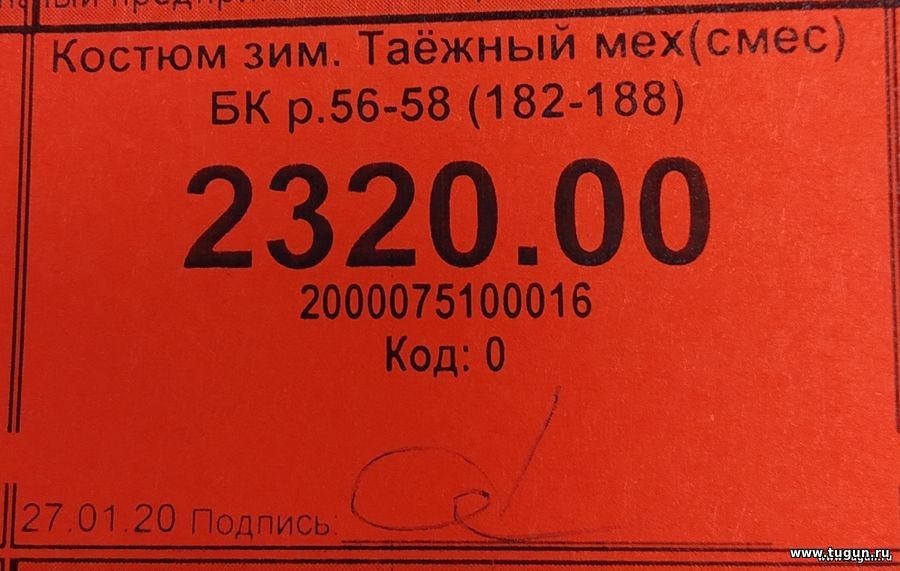 Костюм зим. Таёжный мех(смес)
БК р.56-58 (182-188)
2320.00
2000075100016
Код: 0
27.01.20 Подпись:
www.tugun.ru